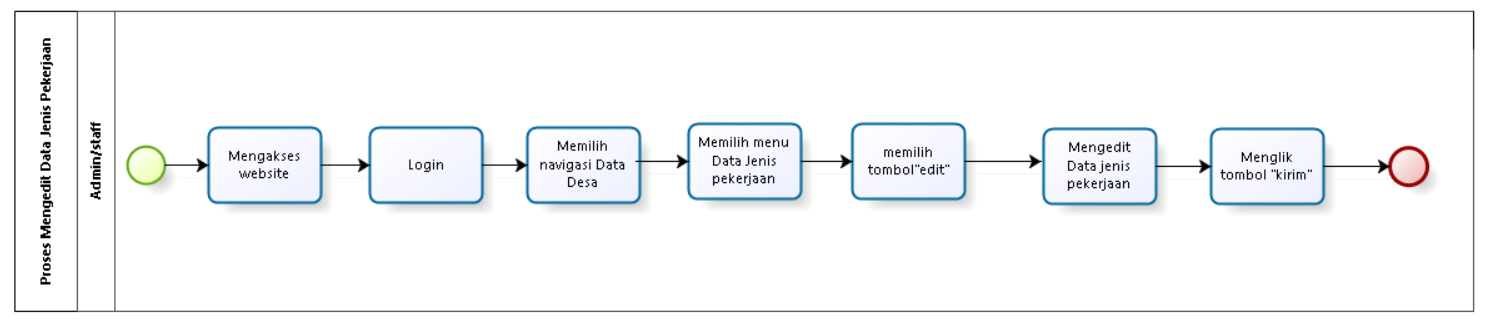 Proses Mengedit Data Jenis Pekerjaan
Admin/staff
Mengakses
website
Login
Memilih
navigasi Data
Desa
Memilih menu
Data Jenis
pekerjaan
memilih
tombol"edit"
Mengedit
Data jenis
pekerjaan
Menglik
tombol "kirim"